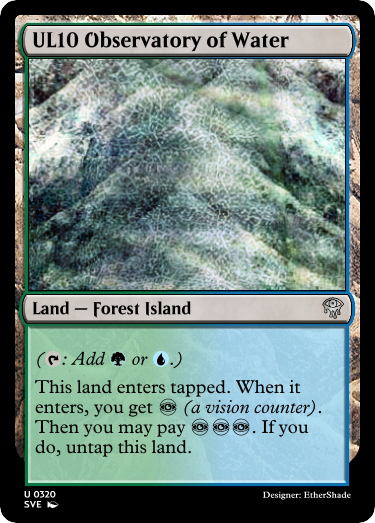 UL10 Observatory of Water
Land — Forest Island
( : Add or .)
This land enters tapped. When it
enters, you get (a vision counter).
Then you may pay . If you
do, untap this land.
U 0320
SVE
Designer: EtherShade